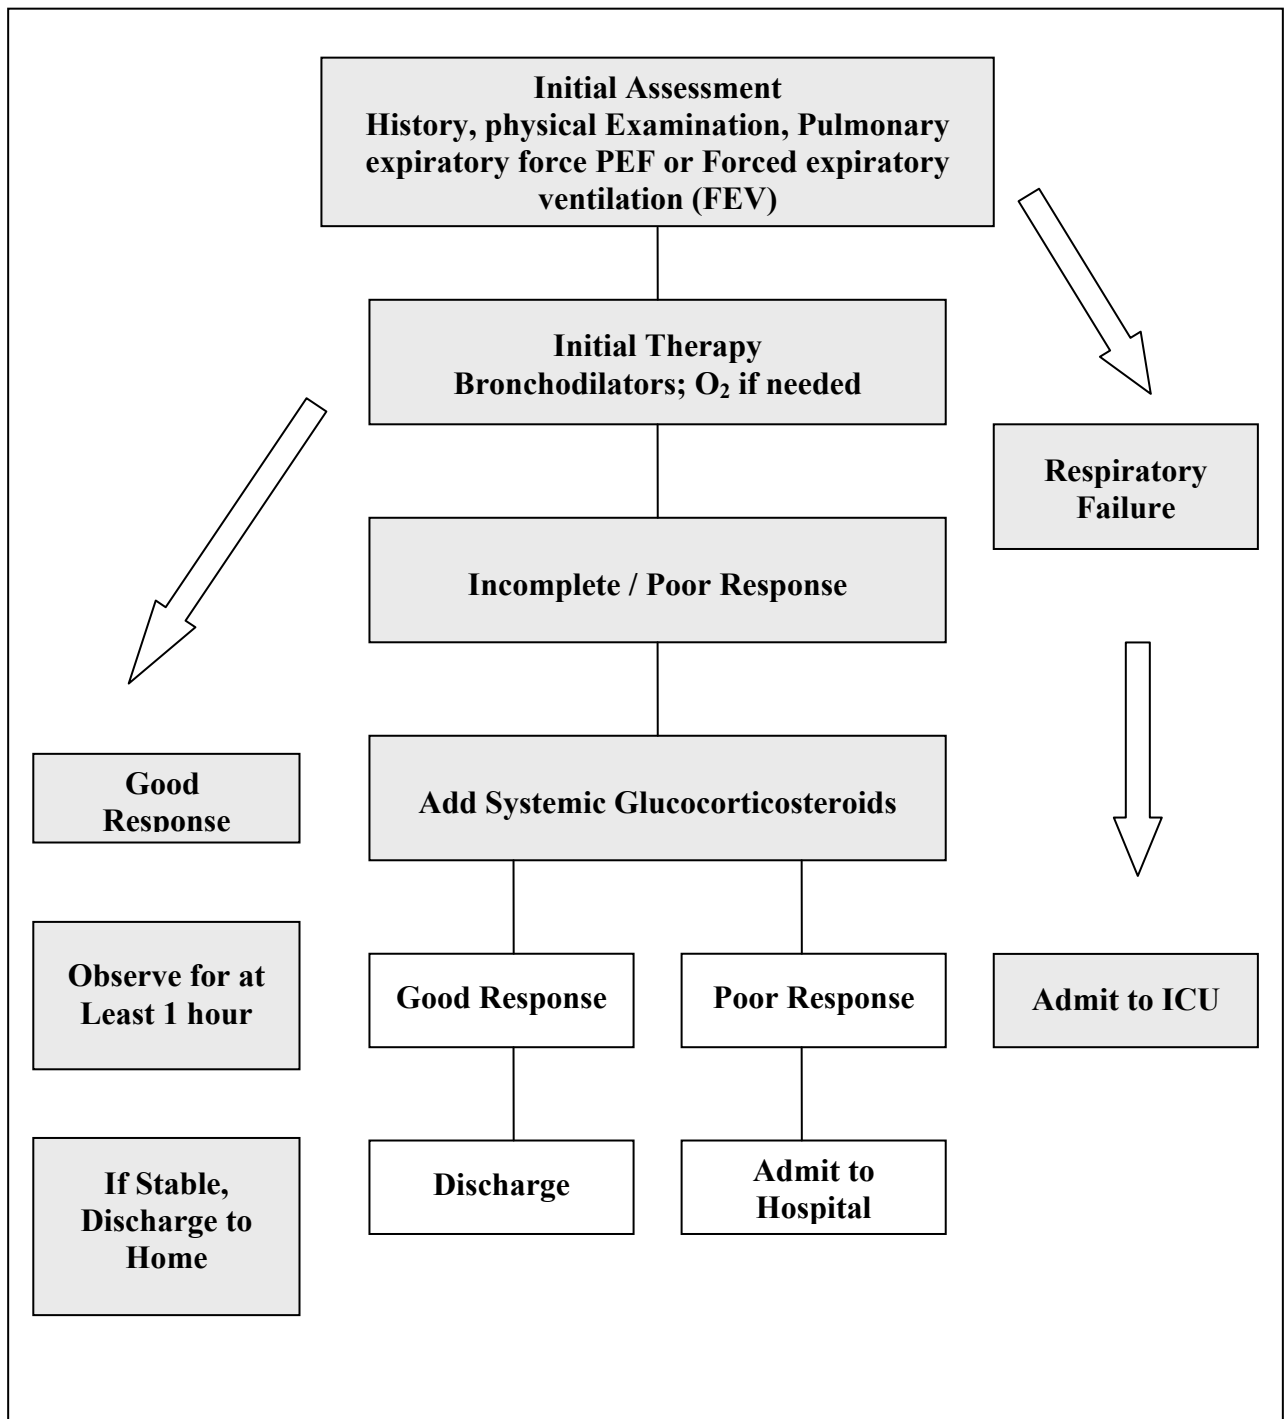 Initial Assessment
History, physical Examination, Pulmonary
expiratory force PEF or Forced expiratory
ventilation (FEV)
Initial Therapy
Bronchodilators; O₂ if needed
Respiratory
Failure
Incomplete / Poor Response
Good
Response
Add Systemic Glucocorticosteroids
Observe for at
Least 1 hour
Good Response
Poor Response
Admit to ICU
If Stable,
Discharge to
Home
Discharge
Admit to
Hospital